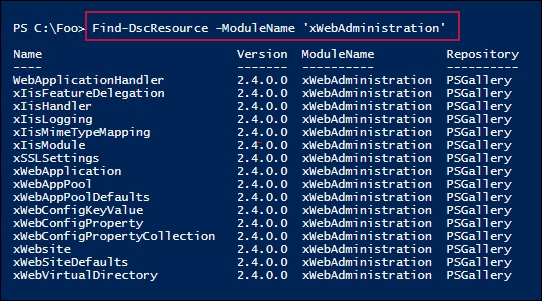 PS C:\Foo> Find-DscResource -ModuleName 'xWebAdministration'
Name Version ModuleName Repository
---- ------- ---------- ----------
WebApplicationHandler 2.4.0.0 xWebAdministration PSGallery
xIisFeatureDelegation 2.4.0.0 xWebAdministration PSGallery
xIisHandler 2.4.0.0 xWebAdministration PSGallery
xIisLogging 2.4.0.0 xWebAdministration PSGallery
xIisMimeTypeMapping 2.4.0.0 xWebAdministration PSGallery
xIisModule 2.4.0.0 xWebAdministration PSGallery
xSSLSettings 2.4.0.0 xWebAdministration PSGallery
xWebApplication 2.4.0.0 xWebAdministration PSGallery
xWebAppPool 2.4.0.0 xWebAdministration PSGallery
xWebAppPoolDefaults 2.4.0.0 xWebAdministration PSGallery
xWebConfigKeyValue 2.4.0.0 xWebAdministration PSGallery
xWebConfigProperty 2.4.0.0 xWebAdministration PSGallery
xWebConfigPropertyCollection 2.4.0.0 xWebAdministration PSGallery
xWebsite 2.4.0.0 xWebAdministration PSGallery
xWebSiteDefaults 2.4.0.0 xWebAdministration PSGallery
xWebVirtualDirectory 2.4.0.0 xWebAdministration PSGallery